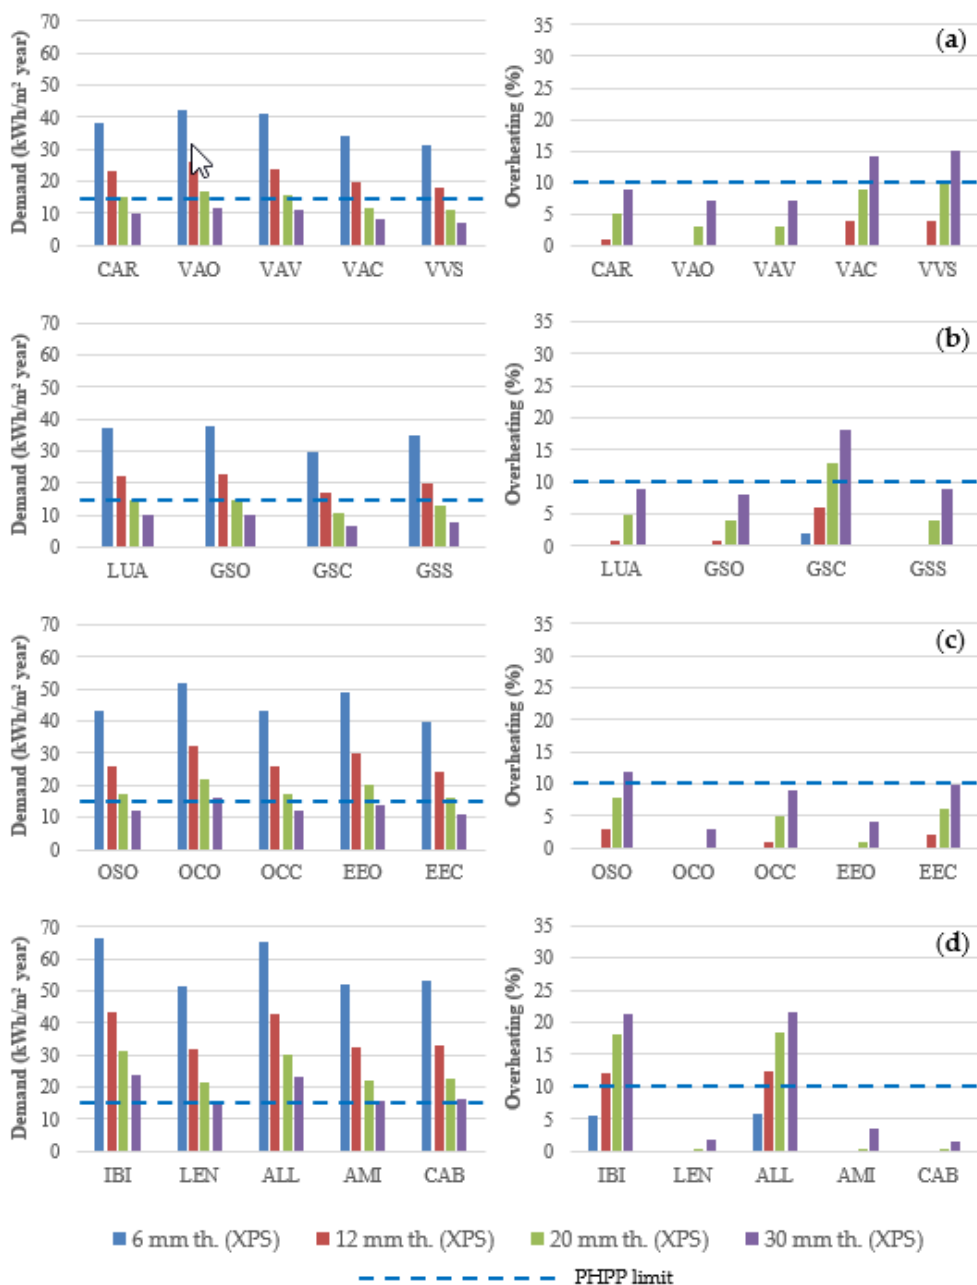 70
60
50
40
30
20
10
0
Demand (kWh/m² year)
CAR VAO VAV VAC VVS
35
30
25
20
15
10
5
0
Overheating (%)
(a)
CAR VAO VAV VAC VVS
70
60
50
40
30
20
10
0
Demand (kWh/m² year)
LUA GSO GSC GSS
35
30
25
20
15
10
5
0
Overheating (%)
(b)
LUA GSO GSC GSS
70
60
50
40
30
20
10
0
Demand (kWh/m² year)
OSO OCO OCC EEO EEC
35
30
25
20
15
10
5
0
Overheating (%)
(c)
OSO OCO OCC EEO EEC
70
60
50
40
30
20
10
0
Demand (kWh/m² year)
IBI LEN ALL AMI CAB
35
30
25
20
15
10
5
0
Overheating (%)
(d)
IBI LEN ALL AMI CAB
6 mm th. (XPS) 12 mm th. (XPS) 20 mm th. (XPS) 30 mm th. (XPS)
PHPP limit